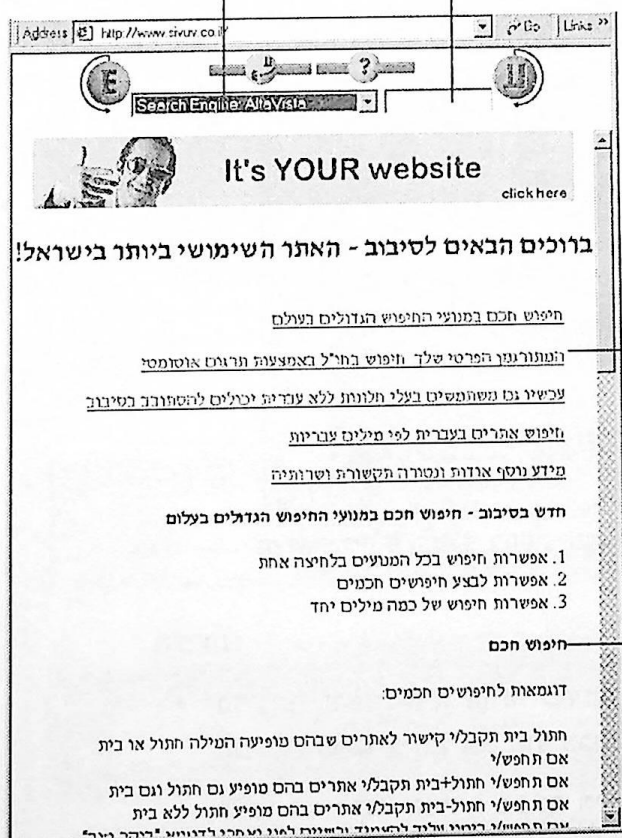 Address http://www.sivuv.co.il/ Go Links »
E ? ע
Search Engine: AltaVista
It's YOUR website
click here
ברוכים הבאים לסיבוב - האתר השימושי ביותר בישראל!
חיפוש חכם במנועי החיפוש הגדולים בעולם
המתורגמן הפרטי שלך חיפוש בחו"ל באמצעות תרגום אוטומטי
עכשיו גם משתמשים בעלי חלונות ללא עברית יכולים להסתובב בסיבוב
חיפוש אתרים בעברית לפי מילים עבריות
מידע נוסף אודות ונטורה תקשורת ושרותיה
חדש בסיבוב - חיפוש חכם במנועי החיפוש הגדולים בעלום
1. אפשרות חיפוש בכל המנועים בלחיצה אחת
2. אפשרות לבצע חיפושים חכמים
3. אפשרות חיפוש של כמה מילים יחד
חיפוש חכם
דוגמאות לחיפושים חכמים:
חתול בית תקבל/י קישור לאתרים שבהם מופיעה המילה חתול או בית
אם תחפש/י
אם תחפש/י חתול+בית תקבל/י אתרים בהם מופיע גם חתול וגם בית
אם תחפש/י חתול-בית תקבל/י אתרים בהם מופיע חתול ללא בית